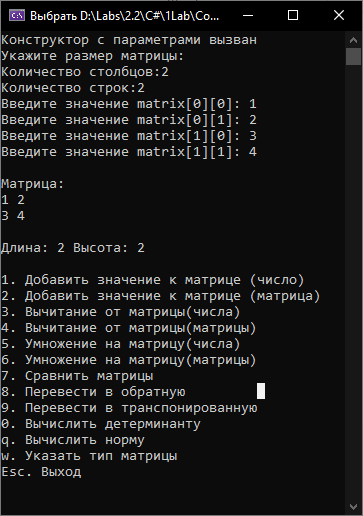 Выбрать D:\Labs\2.2\C#\1Lab\Co...
Конструктор с параметрами вызван
Укажите размер матрицы:
Количество столбцов:2
Количество строк:2
Введите значение matrix[0][0]: 1
Введите значение matrix[0][1]: 2
Введите значение matrix[1][0]: 3
Введите значение matrix[1][1]: 4
Матрица:
1 2
3 4
Длина: 2 Высота: 2
1. Добавить значение к матрице (число)
2. Добавить значение к матрице (матрица)
3. Вычитание от матрицы(числа)
4. Вычитание от матрицы(матрицы)
5. Умножение на матрицу(числа)
6. Умножение на матрицу(матрицы)
7. Сравнить матрицы
8. Перевести в обратную
9. Перевести в транспонированную
0. Вычислить детерминанту
q. Вычислить норму
w. Указать тип матрицы
Esc. Выход